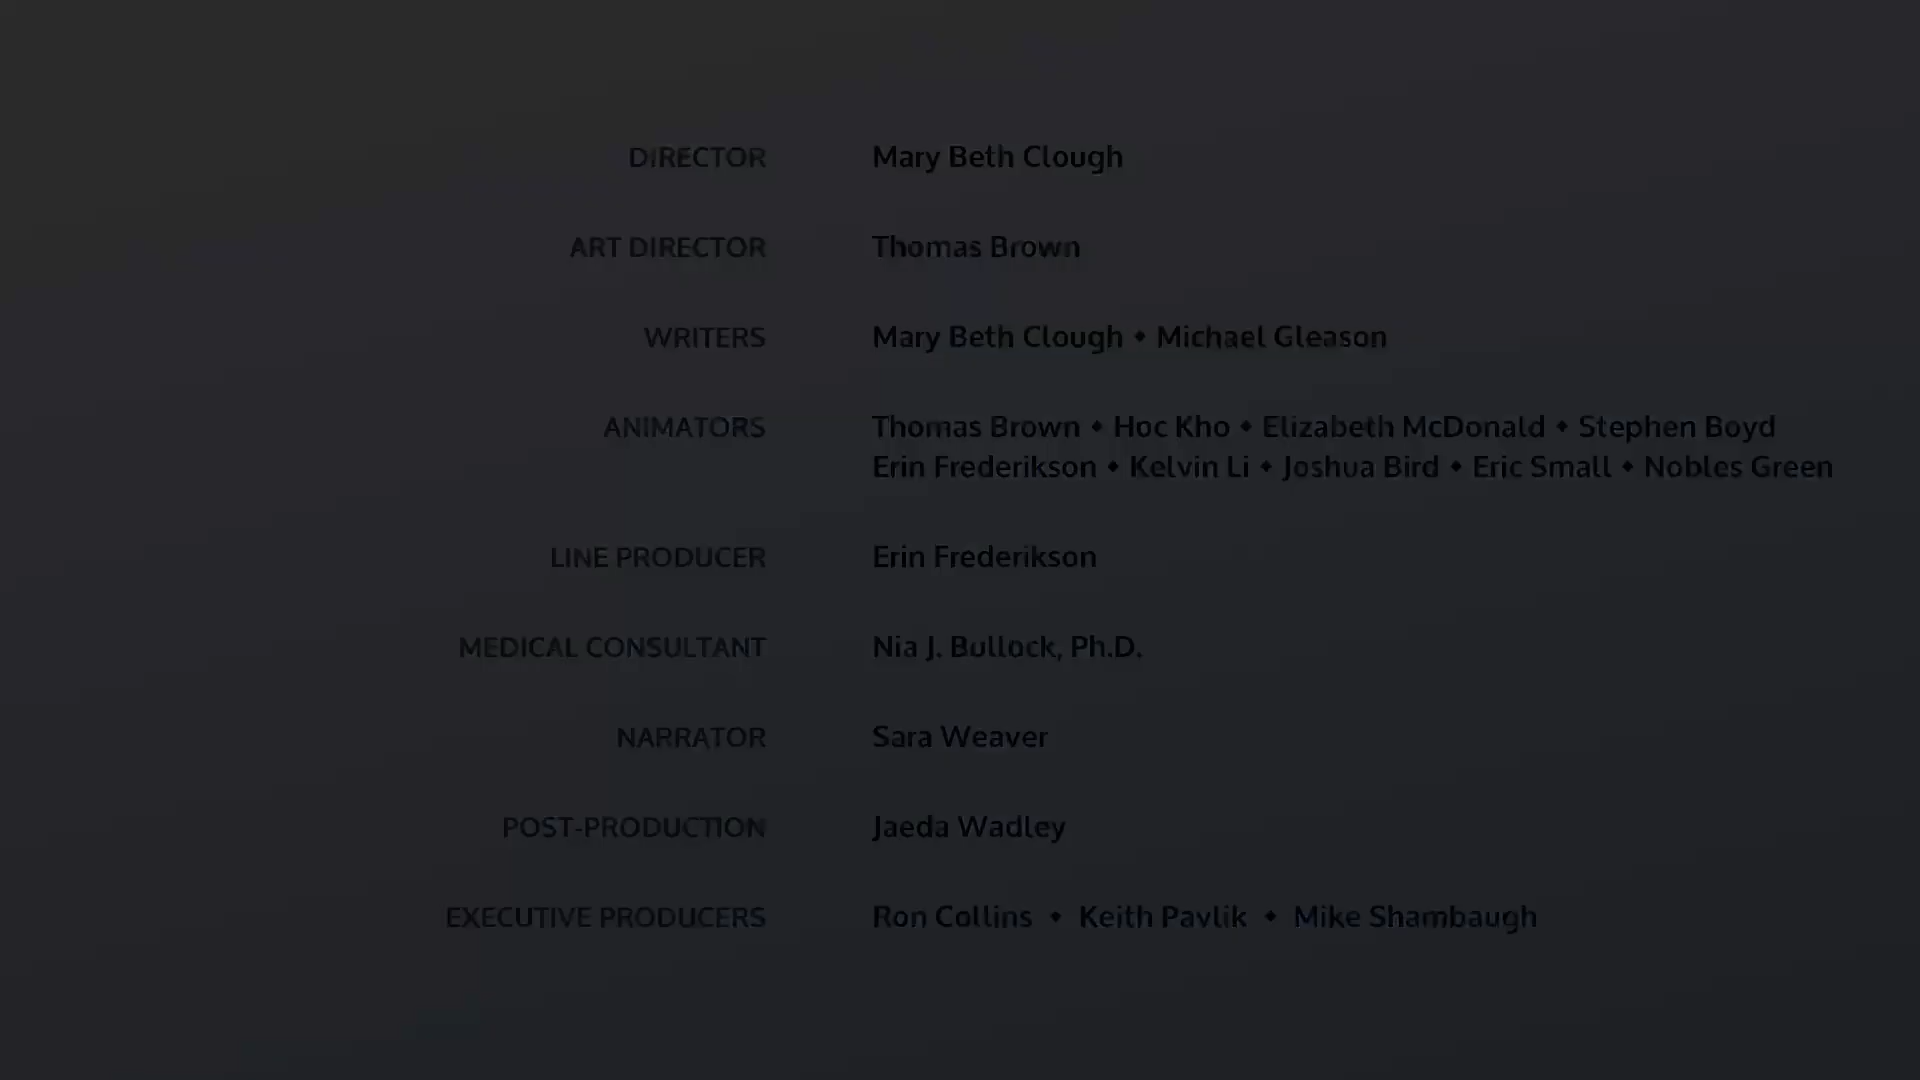 DIRECTOR Mary Beth Clough
ART DIRECTOR Thomas Brown
WRITERS Mary Beth Clough • Michael Gleason
ANIMATORS Thomas Brown • Hoc Kho • Elizabeth McDonald • Stephen Boyd
Erin Frederikson • Kelvin Li • Joshua Bird • Eric Small • Nobles Green
LINE PRODUCER Erin Frederikson
MEDICAL CONSULTANT Nia J. Bullock, Ph.D.
NARRATOR Sara Weaver
POST-PRODUCTION Jaeda Wadley
EXECUTIVE PRODUCERS Ron Collins • Keith Pavlik • Mike Shambaugh